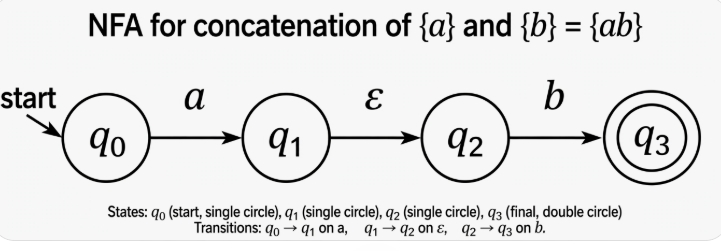 NFA for concatenation of {a} and {b} = {ab}
start
a
ε
b
q₀
q₁
q₂
q₃
States: q₀ (start, single circle), q₁ (single circle), q₂ (single circle), q₃ (final, double circle)
Transitions: q₀ → q₁ on a, q₁ → q₂ on ε, q₂ → q₃ on b.